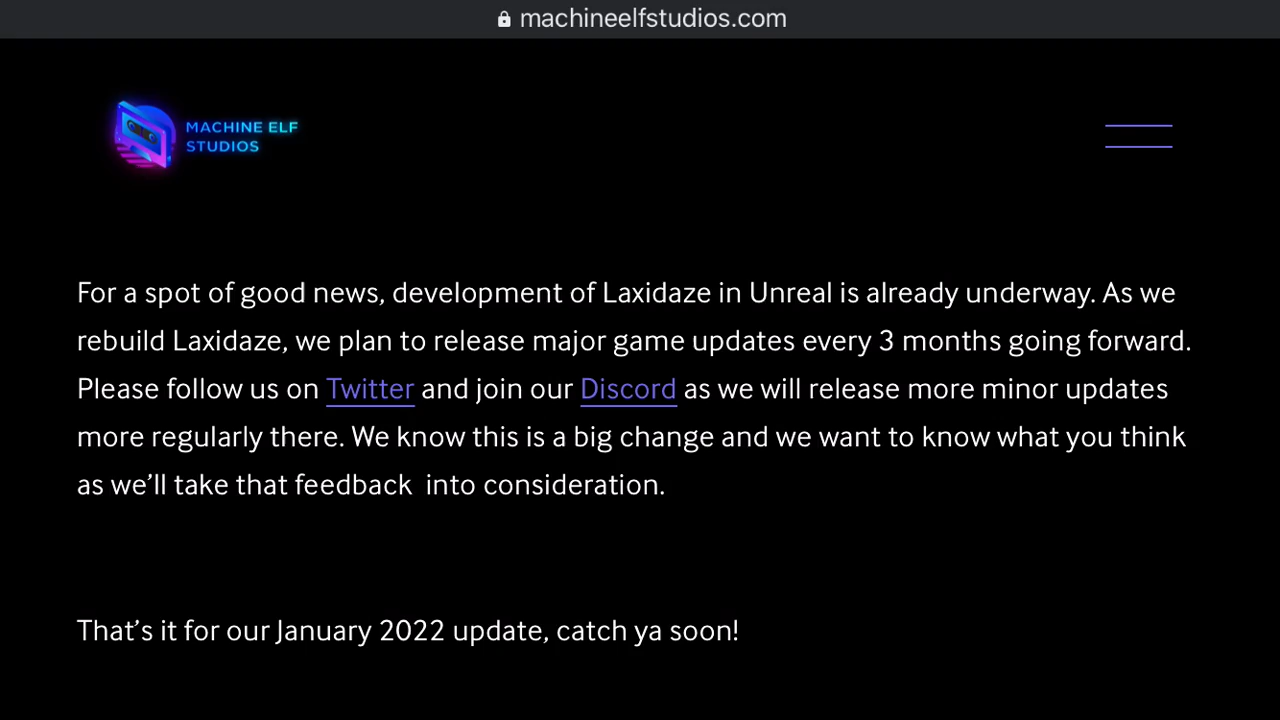 machineelfstudios.com
MACHINE ELF
STUDIOS
For a spot of good news, development of Laxidaze in Unreal is already underway. As we
rebuild Laxidaze, we plan to release major game updates every 3 months going forward.
Please follow us on Twitter and join our Discord as we will release more minor updates
more regularly there. We know this is a big change and we want to know what you think
as we’ll take that feedback  into consideration.
That’s it for our January 2022 update, catch ya soon!